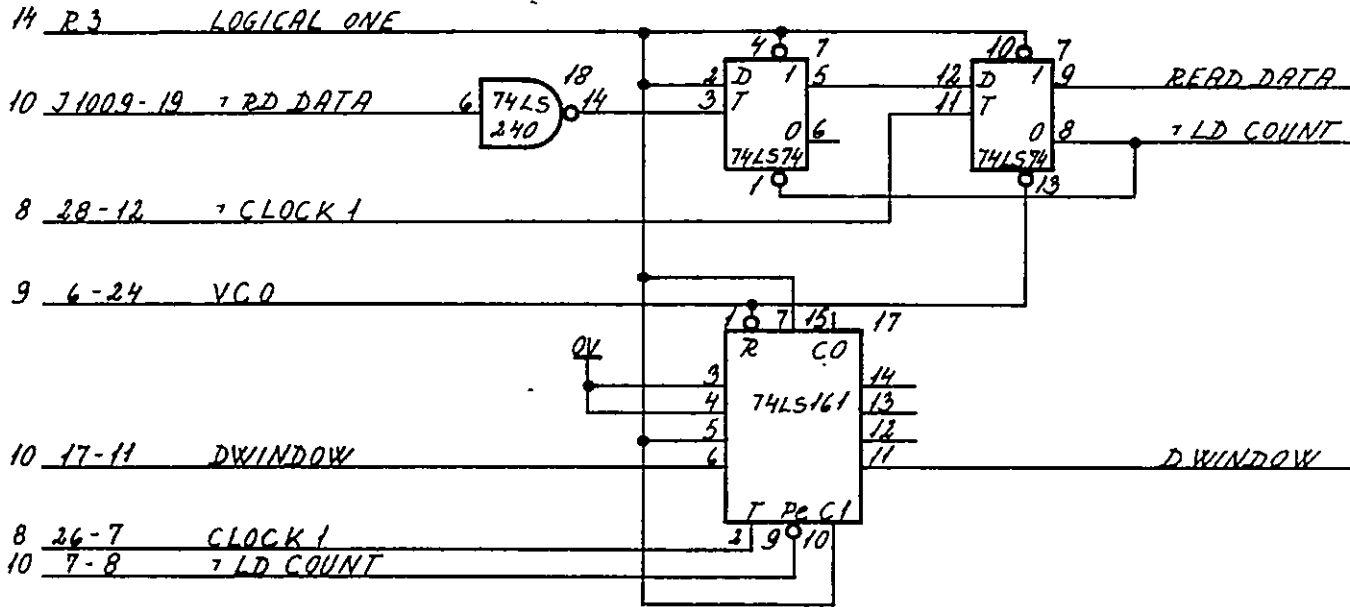 14 R3 LOGICAL ONE
4 7 10 7
18
2 D 1 5 12 D 1 9 READ DATA
10 J1009-19 ¬ RD DATA 6 74LS 240 14 3 T 11 T
0 6 0 8 ¬ LD COUNT
74LS74 74LS74
1 13
8 28-12 ¬ CLOCK 1
9 6-24 VCO
1 7 15 17
R CO
0V
3 14
4 74LS161 13
5 12
10 17-11 DWINDOW 6 11 DWINDOW
T Pe CI
8 26-7 CLOCK 1 2 9 10
10 7-8 ¬ LD COUNT